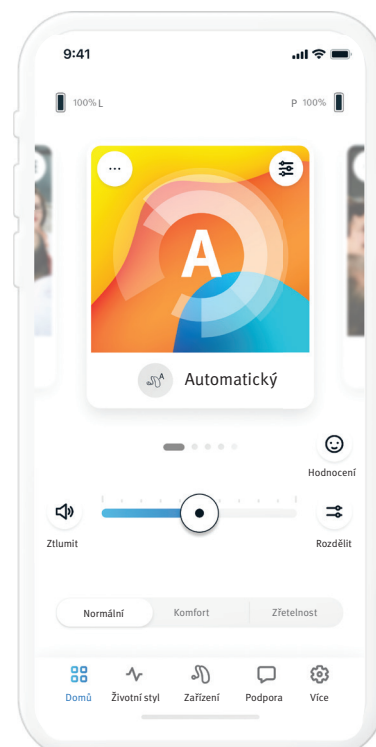 9:41
100% L
P 100%
A
A
Automatický
Hodnocení
Ztlumit
Rozdělit
Normální
Komfort
Zřetelnost
Domů
Životní styl
Zařízení
Podpora
Více